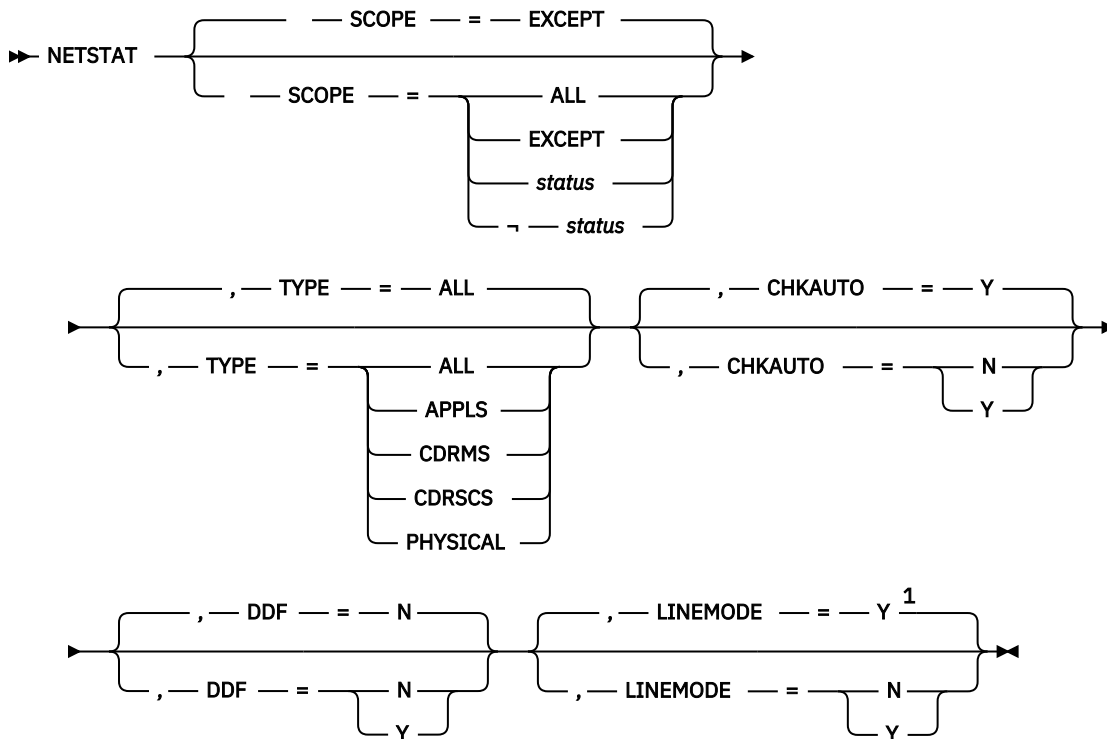 SCOPE = EXCEPT
NETSTAT
SCOPE = ALL
EXCEPT
status
¬ status
, TYPE = ALL
, CHKAUTO = Y
, TYPE = ALL
, CHKAUTO = N
APPLS
Y
CDRMS
CDRSCS
PHYSICAL
, DDF = N
, LINEMODE = Y 1
, DDF = N
, LINEMODE = N
Y
Y